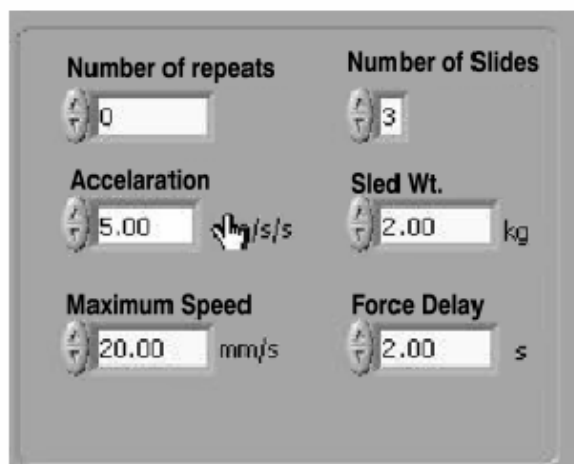 Number of repeats
Number of Slides
0
3
Accelaration
Sled Wt.
5.00 /s/s
2.00 kg
Maximum Speed
Force Delay
20.00 mm/s
2.00 s